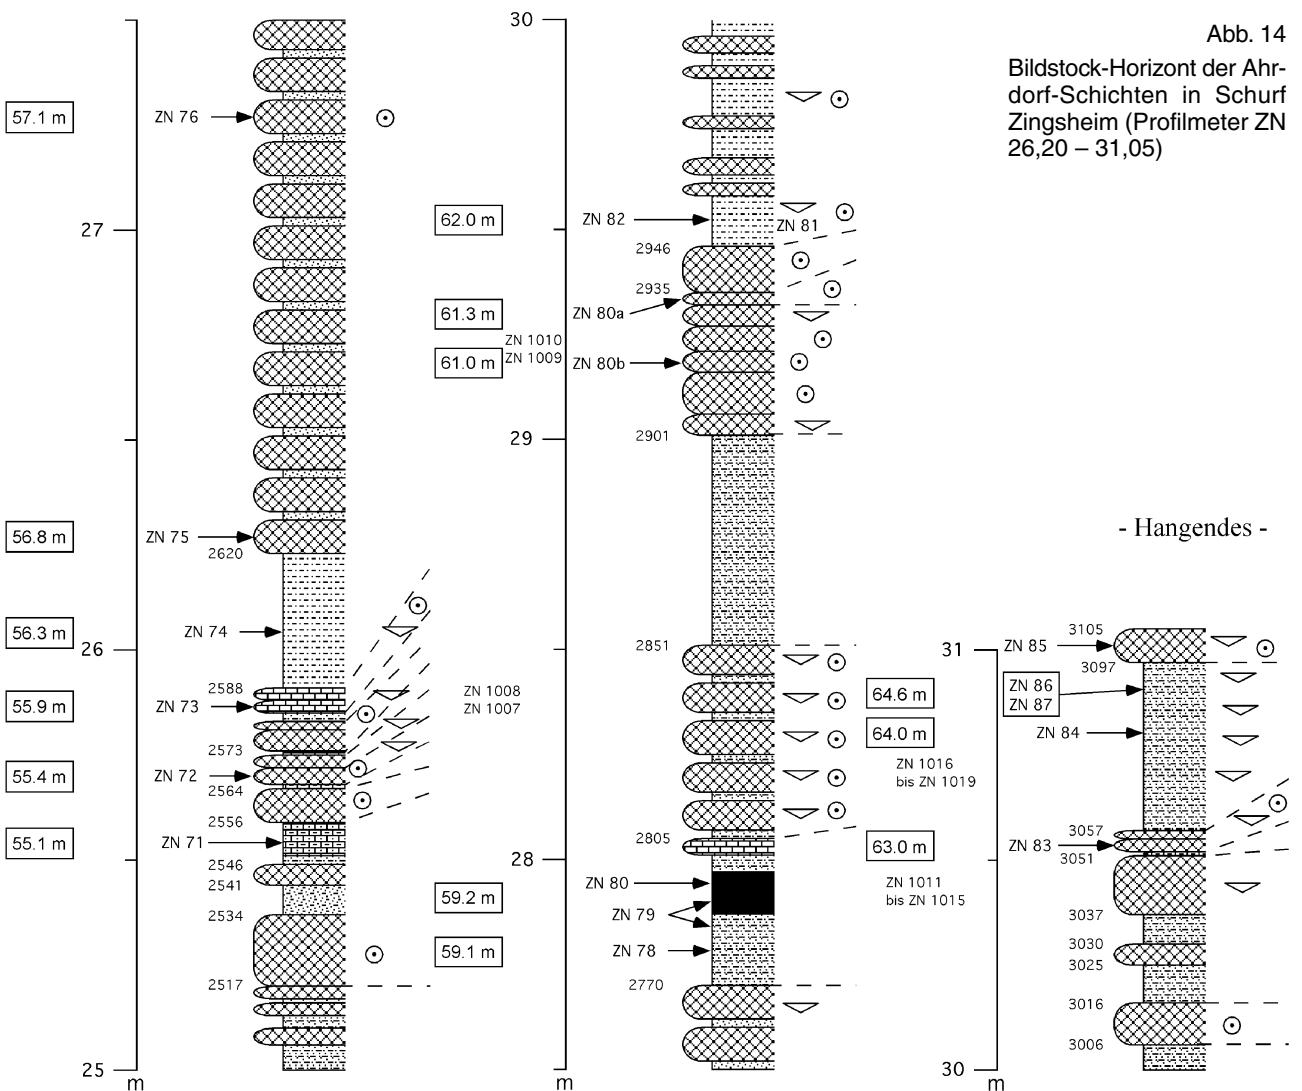 Abb. 14
Bildstock-Horizont der Ahr-
dorf-Schichten in Schurf
Zingsheim (Profilmeter ZN
26,20 – 31,05)
57.1 m
ZN 76
27
56.8 m
ZN 75
2620
56.3 m
ZN 74
26
2588
55.9 m
ZN 73
ZN 1008
ZN 1007
2573
55.4 m
ZN 72
2564
2556
55.1 m
ZN 71
2546
2541
2534
2517
25
m
30
62.0 m
ZN 82
ZN 81
2946
2935
61.3 m
ZN 80a
ZN 1010
61.0 m
ZN 1009
ZN 80b
29
2901
2851
64.6 m
64.0 m
ZN 1016
bis ZN 1019
2805
63.0 m
28
ZN 80
ZN 1011
bis ZN 1015
59.2 m
ZN 79
59.1 m
ZN 78
2770
m
- Hangendes -
3105
31
ZN 85
3097
ZN 86
ZN 87
ZN 84
3057
ZN 83
3051
3037
3030
3025
3016
3006
30
m